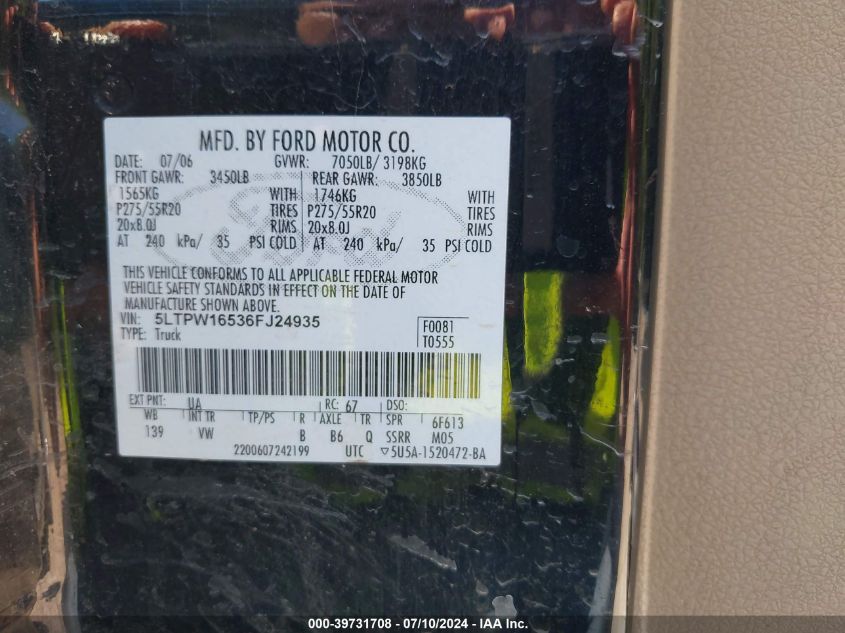 MFD. BY FORD MOTOR CO.
DATE: 07/06 GVWR: 7050LB/ 3198KG
FRONT GAWR: 3450LB REAR GAWR: 3850LB
1565KG WITH 1746KG WITH
P275/55R20 TIRES P275/55R20 TIRES
20x8.0J RIMS 20x8.0J RIMS
AT 240 kPa/ 35 PSI COLD AT 240 kPa/ 35 PSI COLD
Ford
THIS VEHICLE CONFORMS TO ALL APPLICABLE FEDERAL MOTOR
VEHICLE SAFETY STANDARDS IN EFFECT ON THE DATE OF
MANUFACTURE SHOWN ABOVE.
VIN: 5LTPW16536FJ24935 F0081
TYPE: Truck T0555
EXT PNT: UA RC: 67 DSO:
WB INT TR TP/PS R AXLE TR SPR 6F613
139 VW B B6 Q SSRR M05
2200607242199 UTC ▽5U5A-1520472-BA
000-39731708 - 07/10/2024 - IAA Inc.